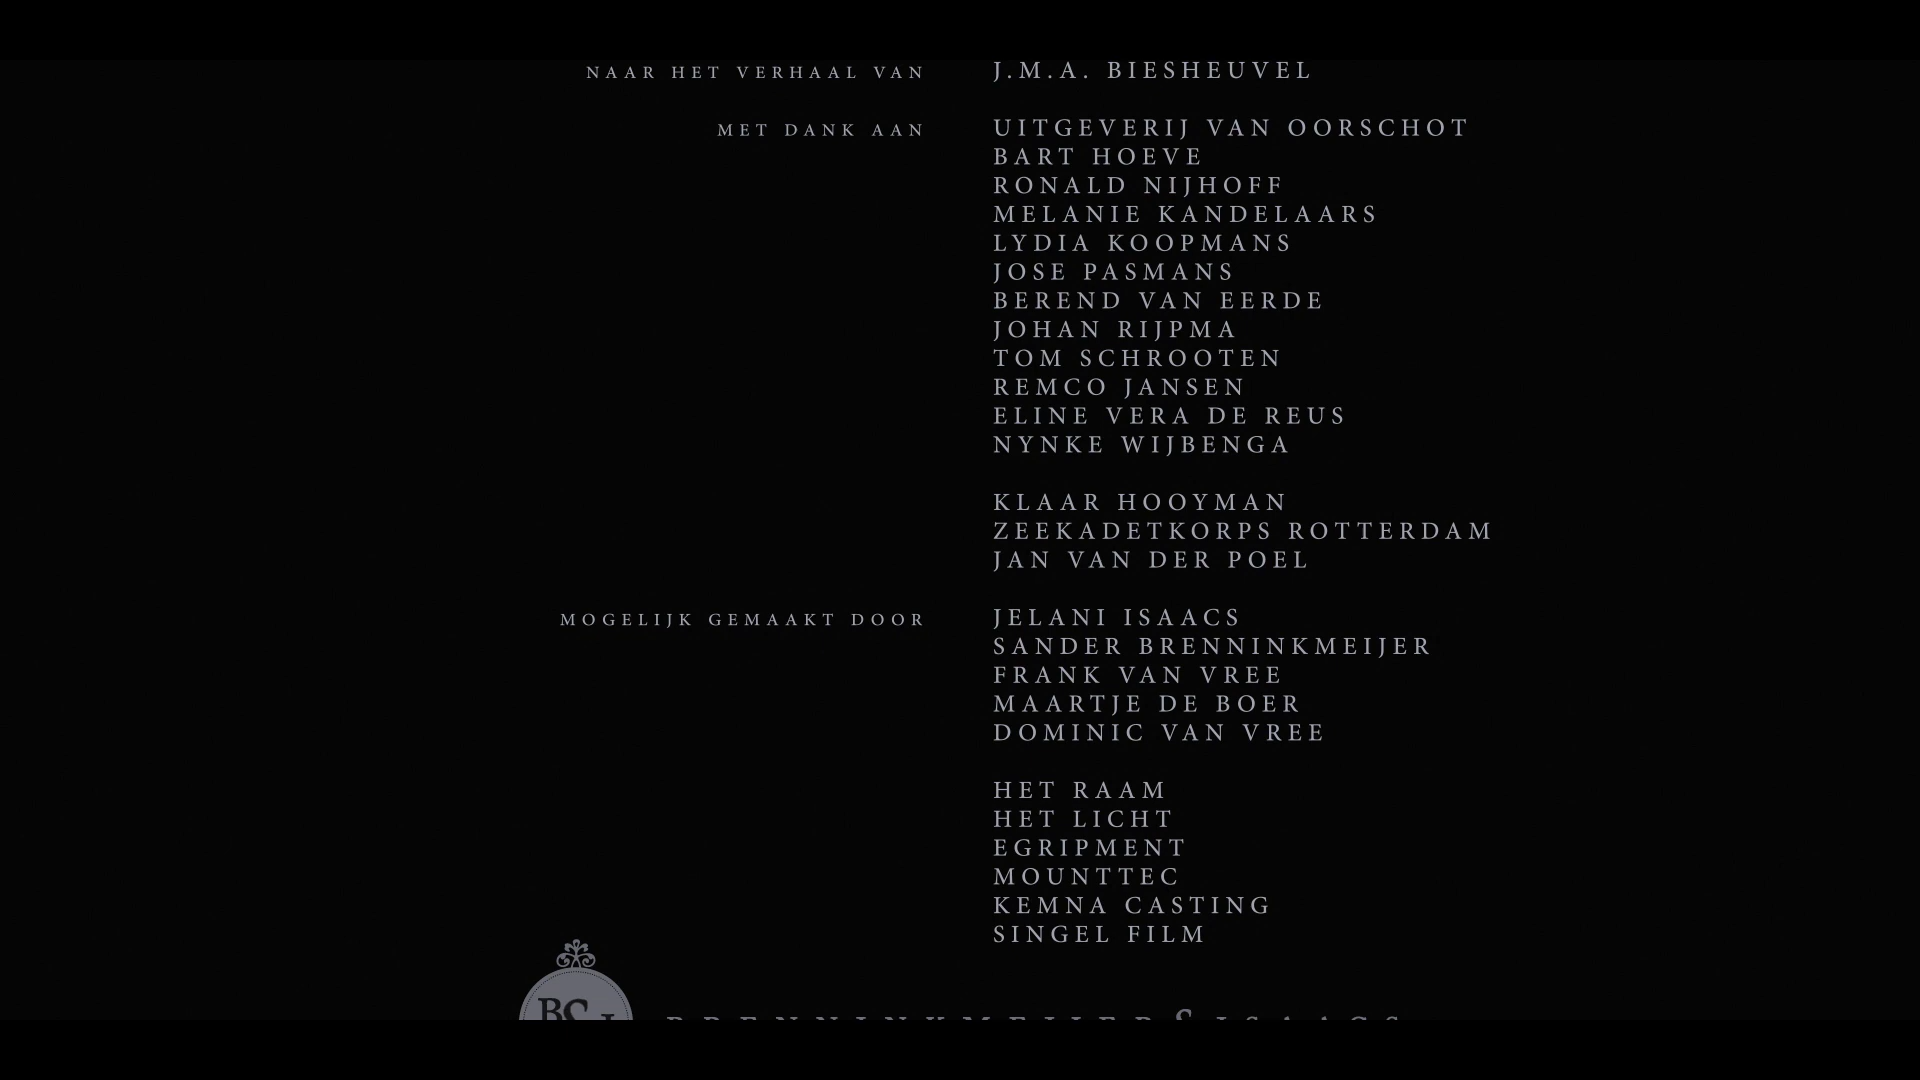 NAAR HET VERHAAL VAN J.M.A. BIESHEUVEL
MET DANK AAN UITGEVERIJ VAN OORSCHOT
BART HOEVE
RONALD NIJHOFF
MELANIE KANDELAARS
LYDIA KOOPMANS
JOSE PASMANS
BEREND VAN EERDE
JOHAN RIJPMA
TOM SCHROOTEN
REMCO JANSEN
ELINE VERA DE REUS
NYNKE WIJBENGA
KLAAR HOOYMAN
ZEEKADETKORPS ROTTERDAM
JAN VAN DER POEL
MOGELIJK GEMAAKT DOOR JELANI ISAACS
SANDER BRENNINKMEIJER
FRANK VAN VREE
MAARTJE DE BOER
DOMINIC VAN VREE
HET RAAM
HET LICHT
EGRIPMENT
MOUNTTEC
KEMNA CASTING
SINGEL FILM
BRENNINKMEIJER & ISAACS